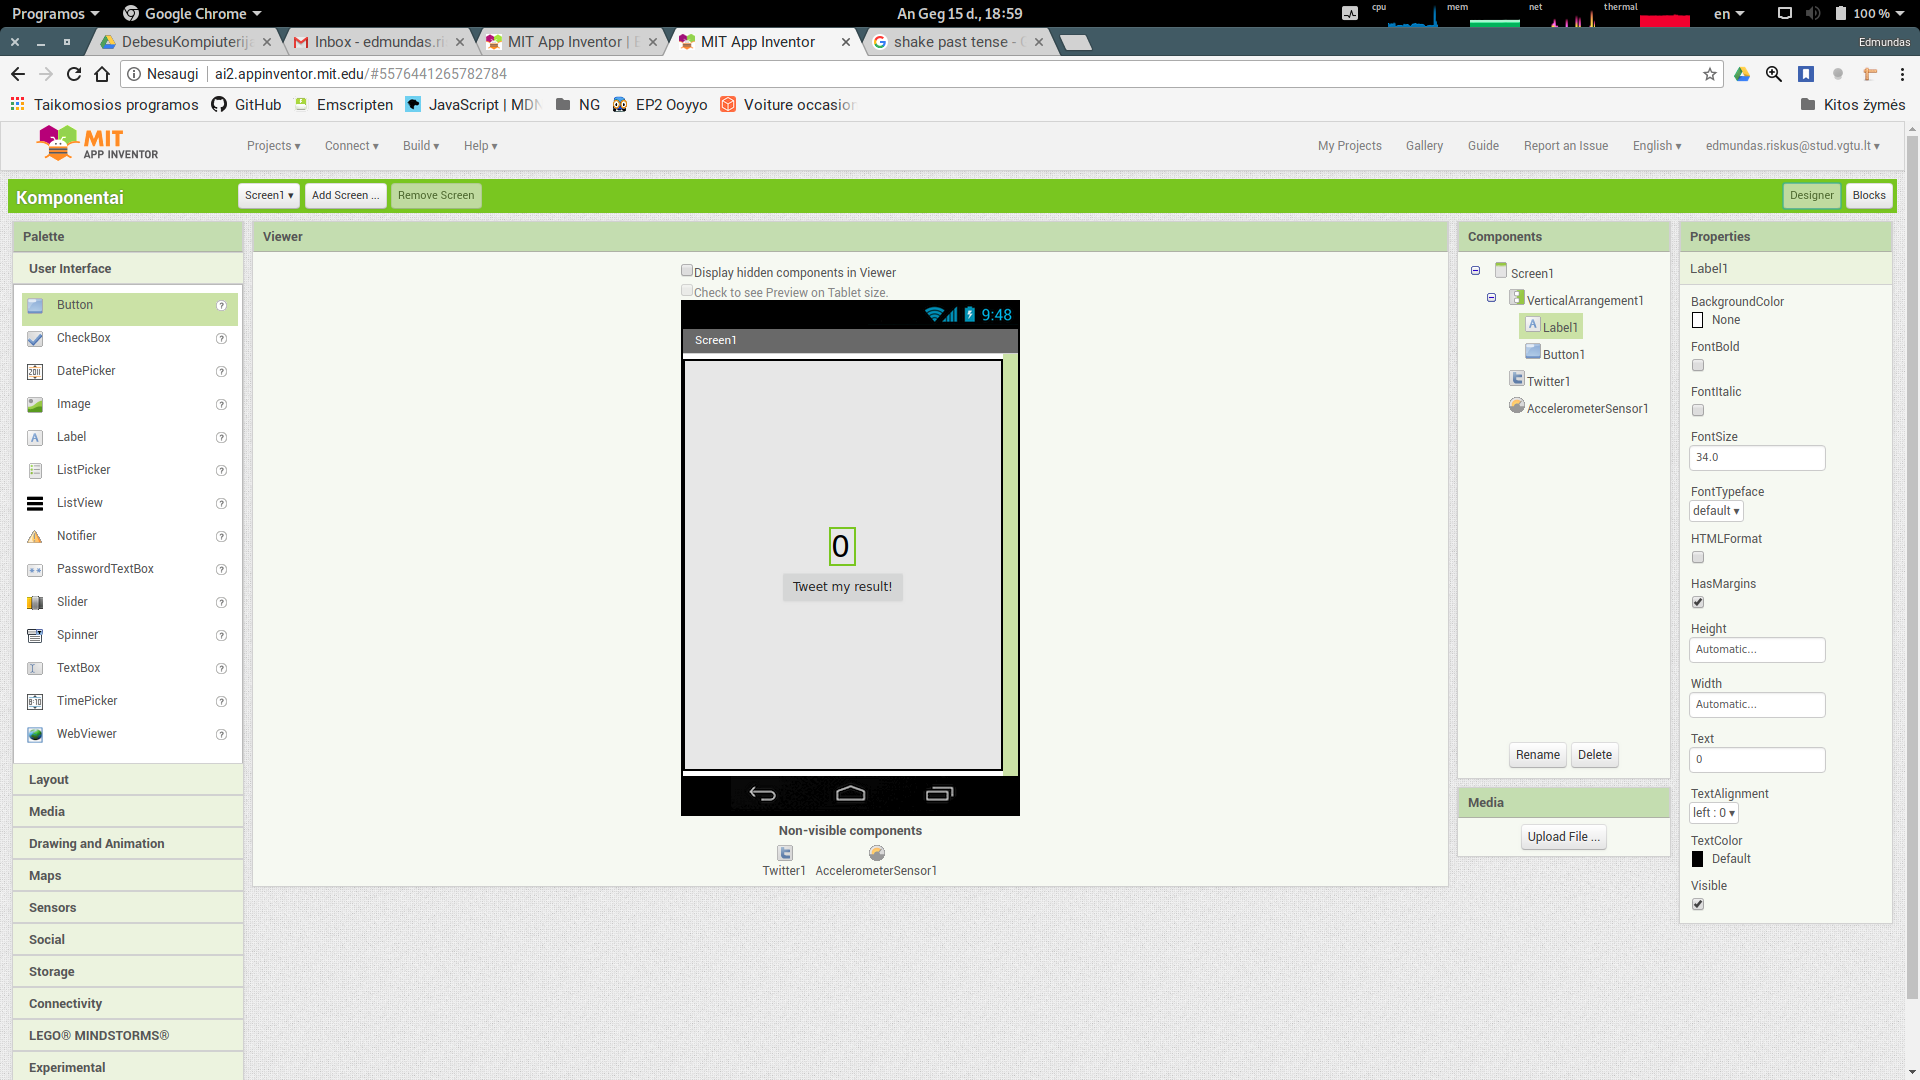 Programos Google Chrome An Geg 15 d., 18:59 cpu mem net thermal en 100 %
DebesuKompiuterija Inbox - edmundas.ri MIT App Inventor | MIT App Inventor shake past tense - Edmundas
Nesaugi ai2.appinventor.mit.edu/#5576441265782784
Taikomosios programos GitHub Emscripten JavaScript | MDN NG EP2 Ooyyo Voiture occasion Kitos žymės
MIT APP INVENTOR Projects ▾ Connect ▾ Build ▾ Help ▾ My Projects Gallery Guide Report an Issue English ▾ edmundas.riskus@stud.vgtu.lt ▾
Komponentai Screen1 ▾ Add Screen ... Remove Screen Designer Blocks
Palette
User Interface
Button ?
CheckBox ?
DatePicker ?
Image ?
Label ?
ListPicker ?
ListView ?
Notifier ?
PasswordTextBox ?
Slider ?
Spinner ?
TextBox ?
TimePicker ?
WebViewer ?
Layout
Media
Drawing and Animation
Maps
Sensors
Social
Storage
Connectivity
LEGO® MINDSTORMS®
Experimental
Viewer
Display hidden components in Viewer
Check to see Preview on Tablet size.
9:48
Screen1
0
Tweet my result!
Non-visible components
Twitter1 AccelerometerSensor1
Components
Screen1
VerticalArrangement1
Label1
Button1
Twitter1
AccelerometerSensor1
Rename Delete
Media
Upload File ...
Properties
Label1
BackgroundColor
None
FontBold
FontItalic
FontSize
34.0
FontTypeface
default ▾
HTMLFormat
HasMargins
Height
Automatic...
Width
Automatic...
Text
0
TextAlignment
left : 0 ▾
TextColor
Default
Visible